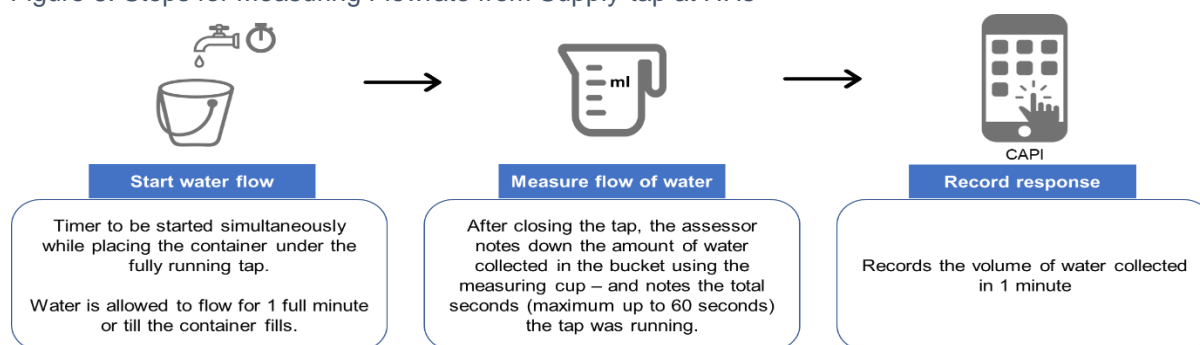 ml
CAPI
Start water flow
Measure flow of water
Record response
Timer to be started simultaneously
while placing the container under the
fully running tap.
Water is allowed to flow for 1 full minute
or till the container fills.
After closing the tap, the assessor
notes down the amount of water
collected in the bucket using the
measuring cup – and notes the total
seconds (maximum up to 60 seconds)
the tap was running.
Records the volume of water collected
in 1 minute